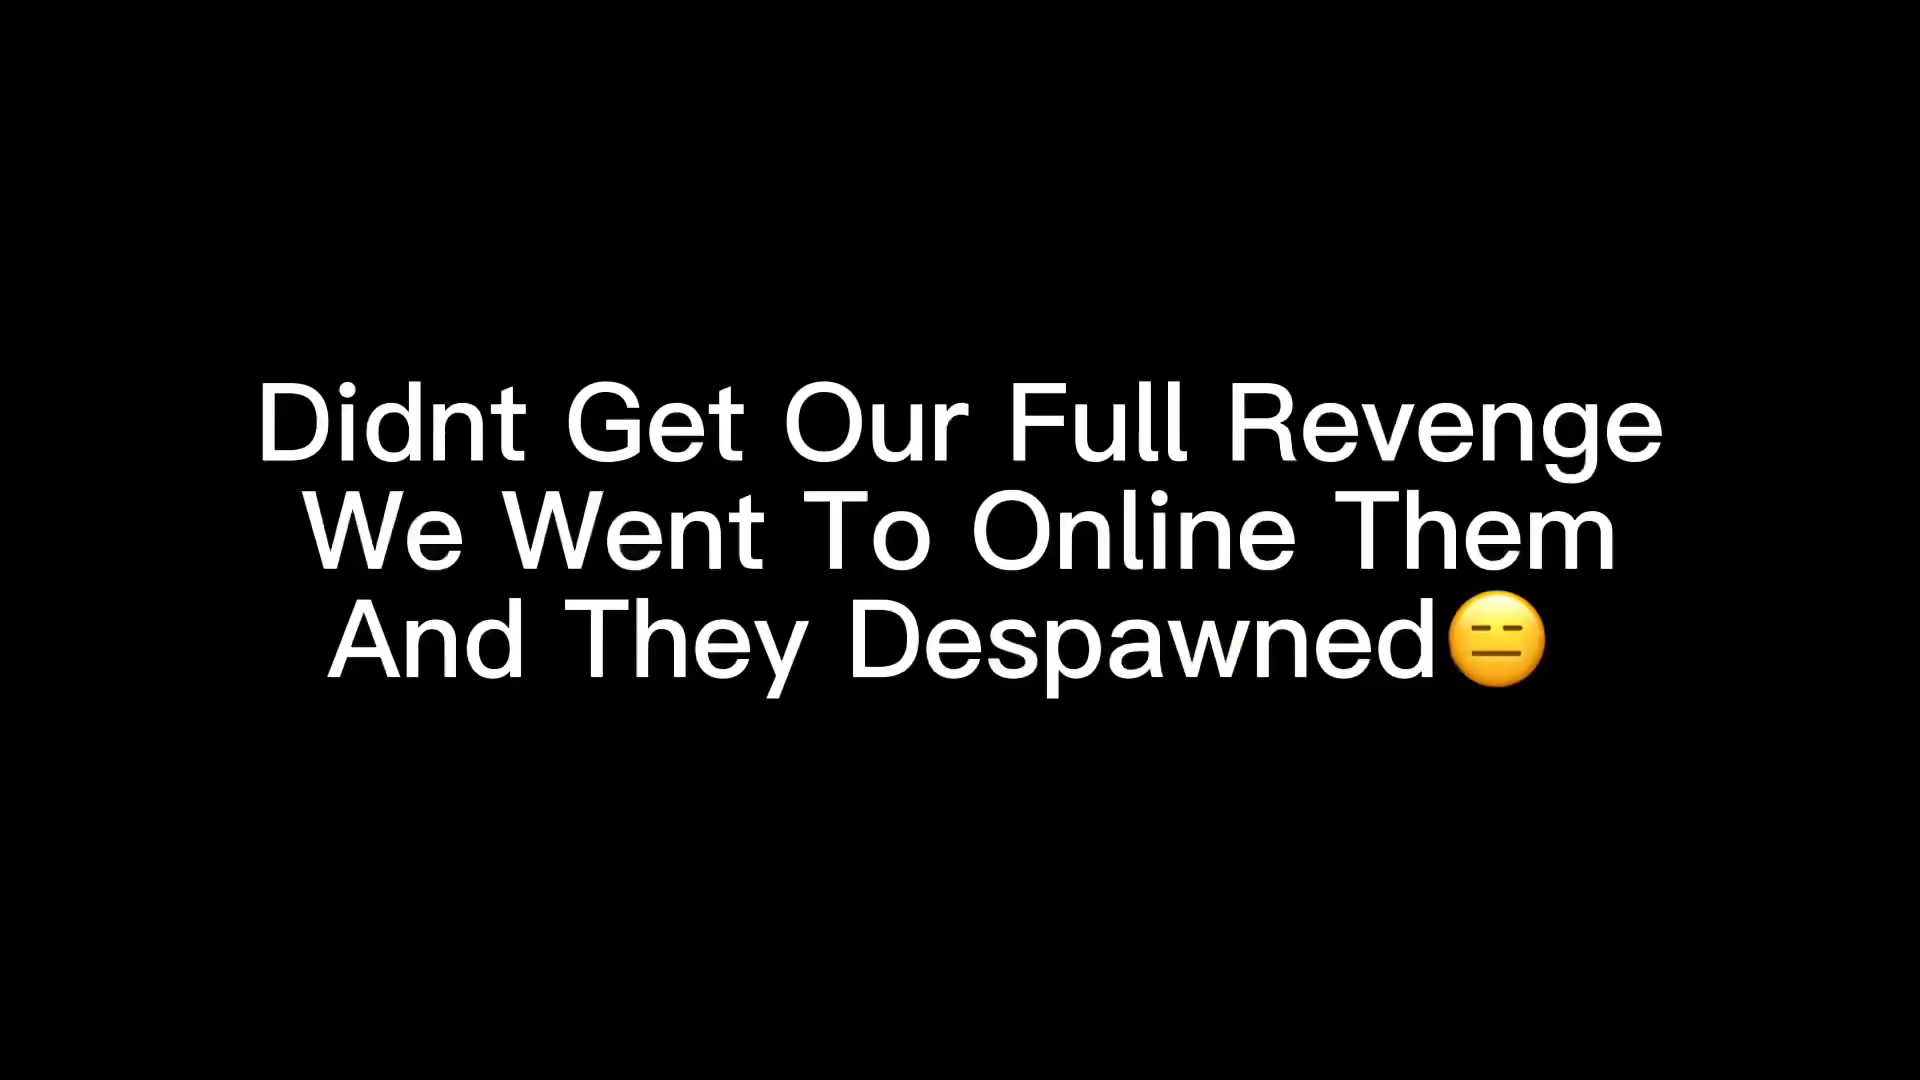 Didnt Get Our Full Revenge
We Went To Online Them
And They Despawned😑